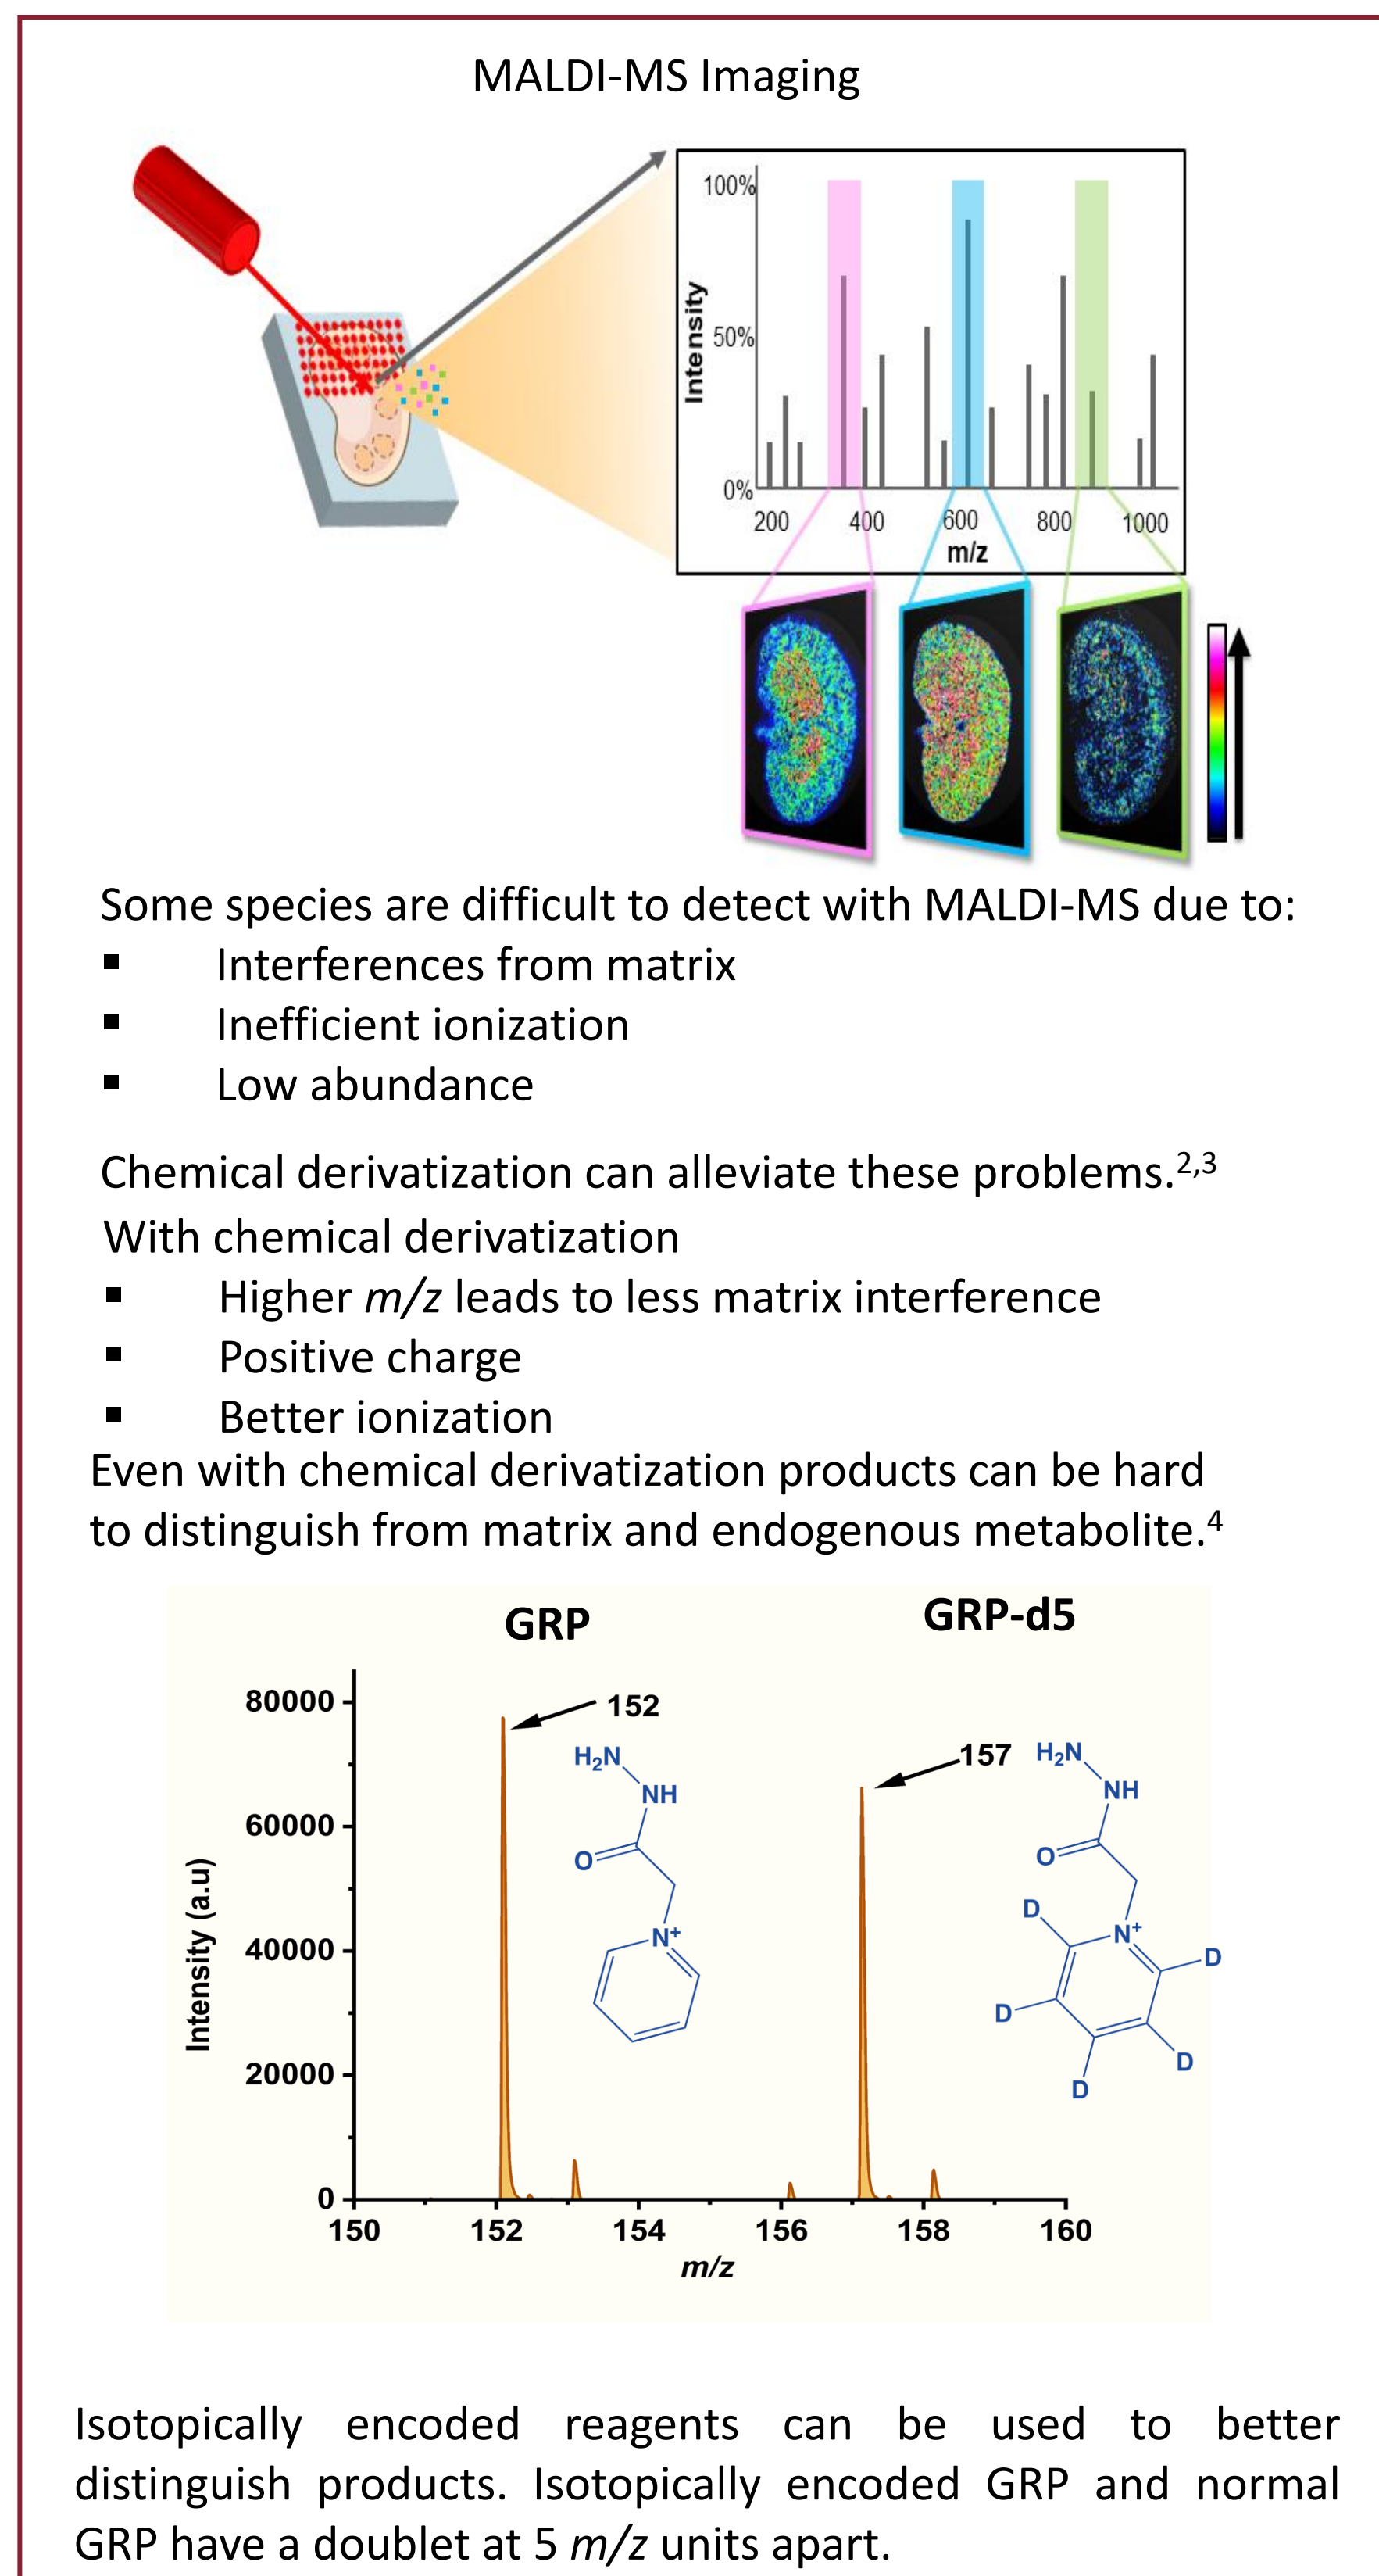 MALDI-MS Imaging
100%
50%
0%
Intensity
200 400 600 800 1000
m/z
Some species are difficult to detect with MALDI-MS due to:
▪ Interferences from matrix
▪ Inefficient ionization
▪ Low abundance
Chemical derivatization can alleviate these problems.2,3
With chemical derivatization
▪ Higher m/z leads to less matrix interference
▪ Positive charge
▪ Better ionization
Even with chemical derivatization products can be hard
to distinguish from matrix and endogenous metabolite.4
GRP
GRP-d5
80000
60000
40000
20000
0
Intensity (a.u)
152
H2N
NH
O
N+
157
H2N
NH
O
N+
D
D
D
D
D
150 152 154 156 158 160
m/z
Isotopically encoded reagents can be used to better
distinguish products. Isotopically encoded GRP and normal
GRP have a doublet at 5 m/z units apart.